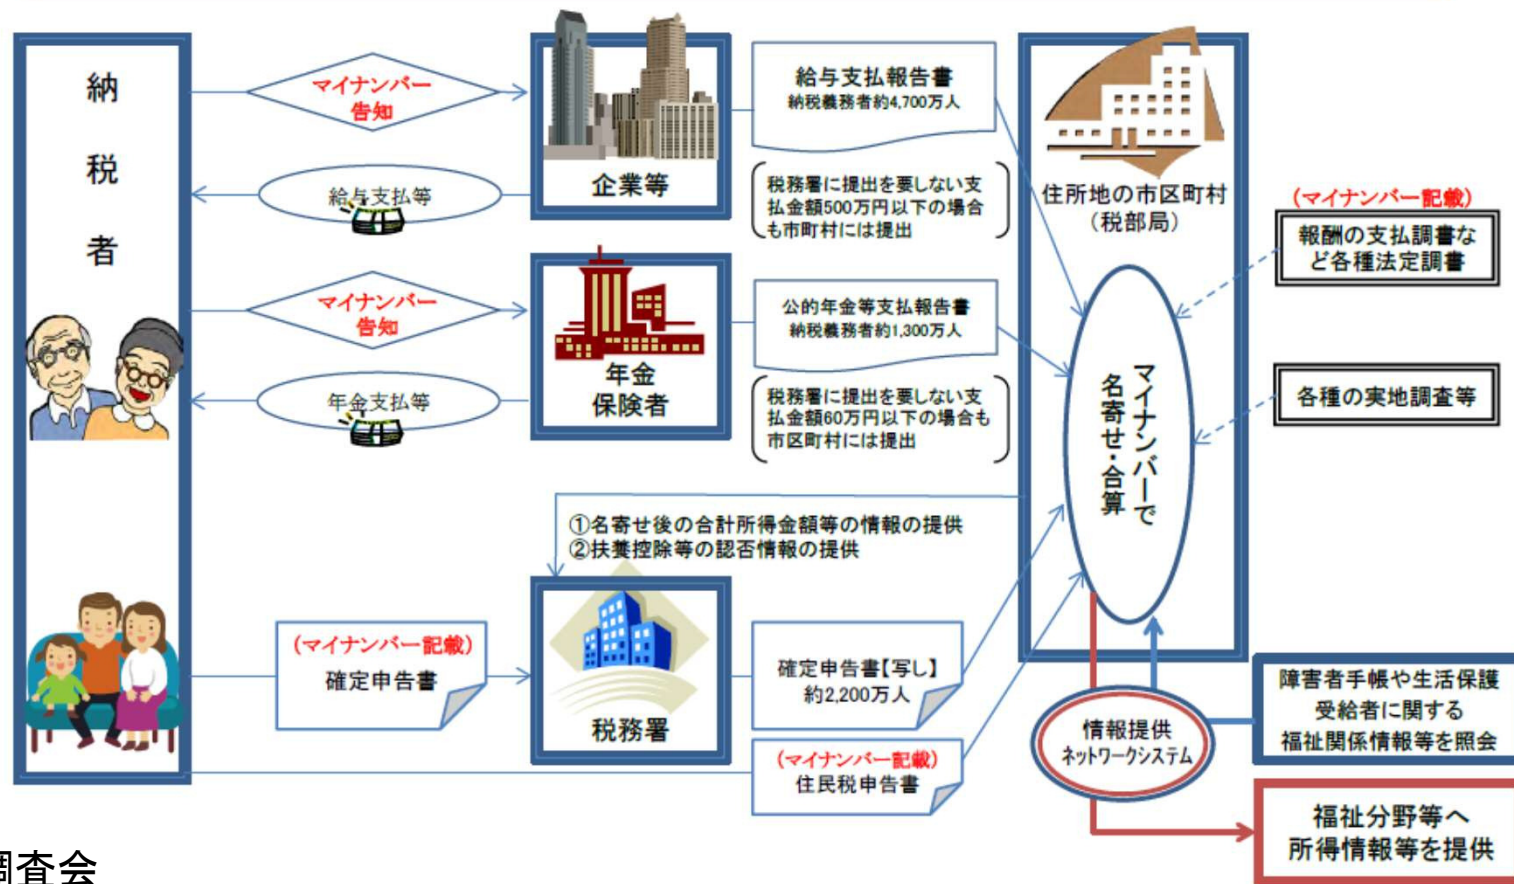 納
税
者
マイナンバー
告知
給与支払等
企業等
給与支払報告書
納税義務者約4,700万人
税務署に提出を要しない支
払金額500万円以下の場合
も市町村には提出
マイナンバー
告知
年金支払等
年金
保険者
公的年金等支払報告書
納税義務者約1,300万人
税務署に提出を要しない支
払金額60万円以下の場合も
市区町村には提出
住所地の市区町村
(税部局)
マイナンバーで
名寄せ・合算
(マイナンバー記載)
報酬の支払調書な
ど各種法定調書
各種の実地調査等
①名寄せ後の合計所得金額等の情報の提供
②扶養控除等の認否情報の提供
(マイナンバー記載)
確定申告書
税務署
確定申告書【写し】
約2,200万人
(マイナンバー記載)
住民税申告書
情報提供
ネットワークシステム
障害者手帳や生活保護
受給者に関する
福祉関係情報等を照会
福祉分野等へ
所得情報等を提供
調査会